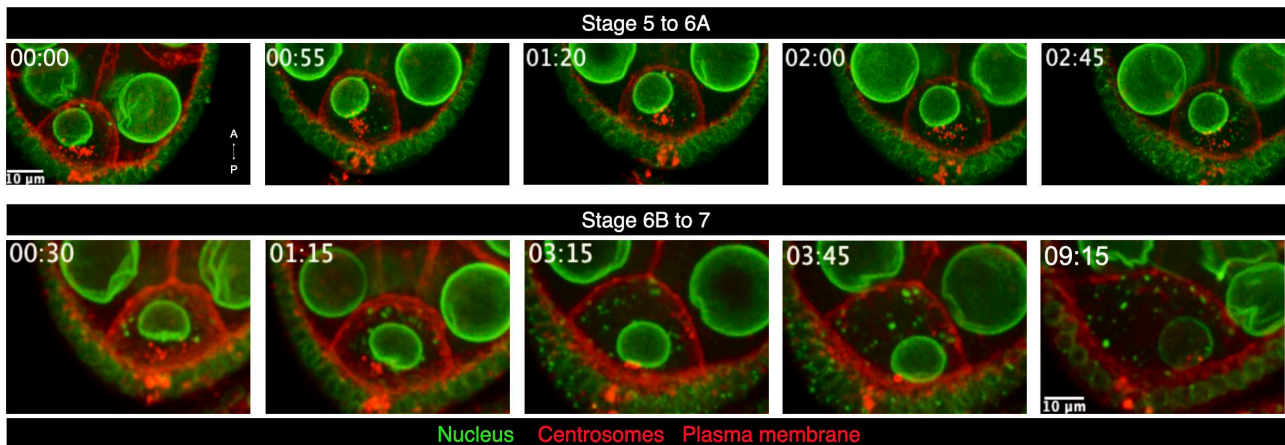 Stage 5 to 6A
00:00 00:55 01:20 02:00 02:45
A
P
10 µm
Stage 6B to 7
00:30 01:15 03:15 03:45 09:15
10 µm
Nucleus Centrosomes Plasma membrane